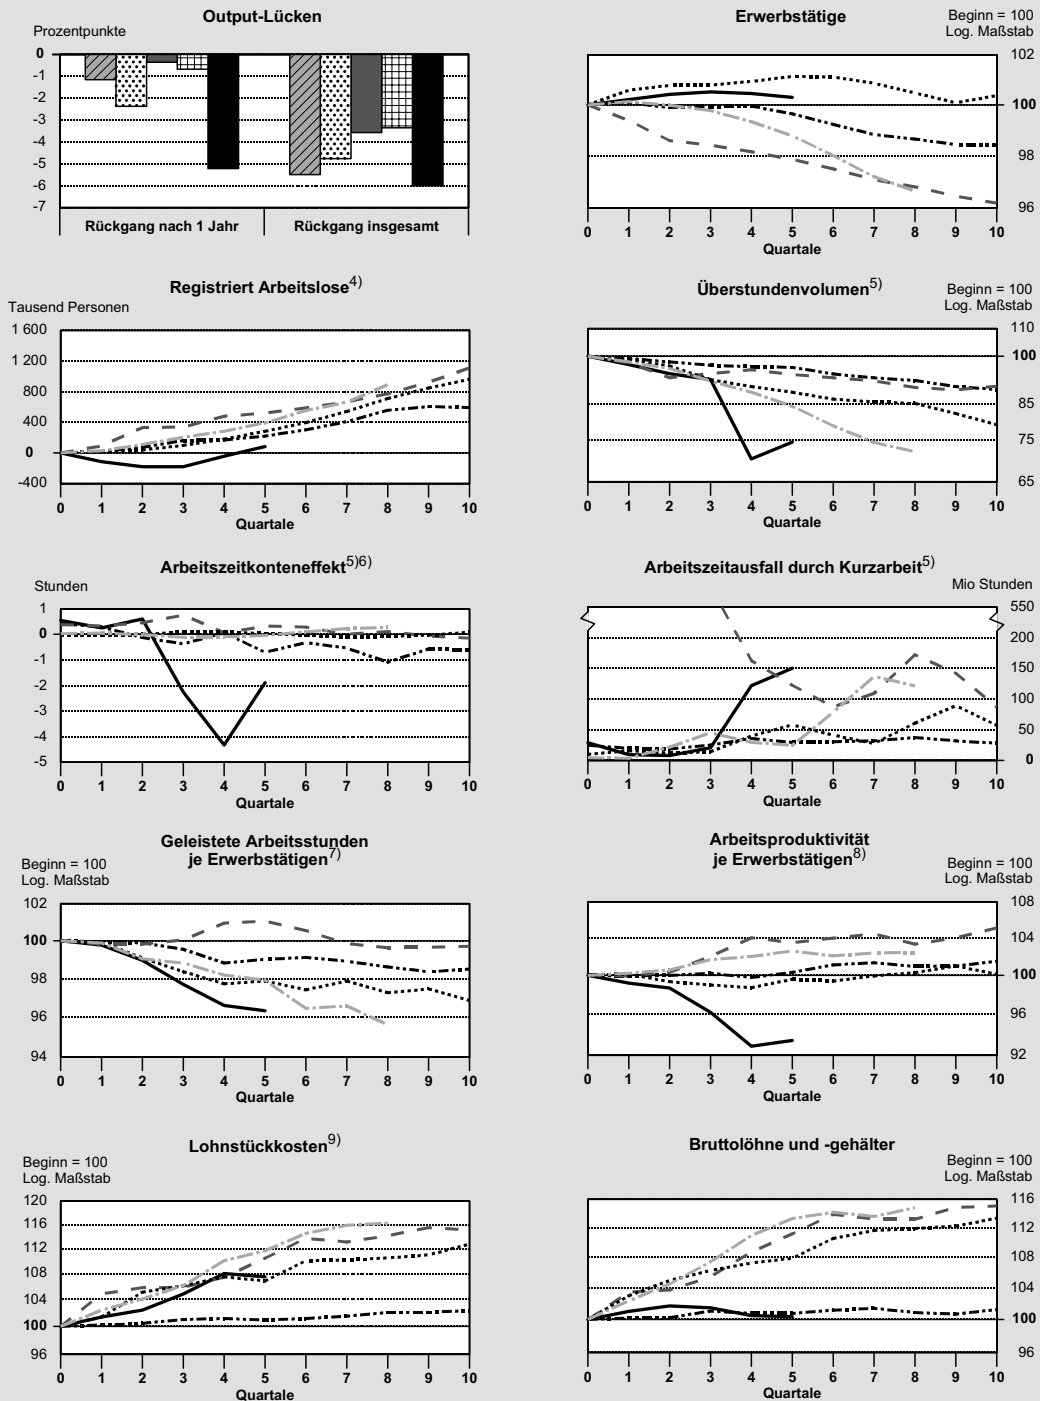 Output-Lücken
Prozentpunkte
0
-1
-2
-3
-4
-5
-6
-7
Rückgang nach 1 Jahr
Rückgang insgesamt
Erwerbstätige
Beginn = 100
Log. Maßstab
102
100
98
96
0 1 2 3 4 5 6 7 8 9 10
Quartale
Registriert Arbeitslose4)
Tausend Personen
1 600
1 200
800
400
0
-400
0 1 2 3 4 5 6 7 8 9 10
Quartale
Überstundenvolumen5)
Beginn = 100
Log. Maßstab
110
100
85
75
65
0 1 2 3 4 5 6 7 8 9 10
Quartale
Arbeitszeitkonteneffekt5)6)
Stunden
1
0
-1
-2
-3
-4
-5
0 1 2 3 4 5 6 7 8 9 10
Quartale
Arbeitszeitausfall durch Kurzarbeit5)
Mio Stunden
550
200
150
100
50
0
0 1 2 3 4 5 6 7 8 9 10
Quartale
Geleistete Arbeitsstunden
je Erwerbstätigen7)
Beginn = 100
Log. Maßstab
102
100
98
96
94
0 1 2 3 4 5 6 7 8 9 10
Quartale
Arbeitsproduktivität
je Erwerbstätigen8)
Beginn = 100
Log. Maßstab
108
104
100
96
92
0 1 2 3 4 5 6 7 8 9 10
Quartale
Lohnstückkosten9)
Beginn = 100
Log. Maßstab
120
116
112
108
104
100
96
0 1 2 3 4 5 6 7 8 9 10
Quartale
Bruttolöhne und -gehälter
Beginn = 100
Log. Maßstab
116
112
108
104
100
96
0 1 2 3 4 5 6 7 8 9 10
Quartale